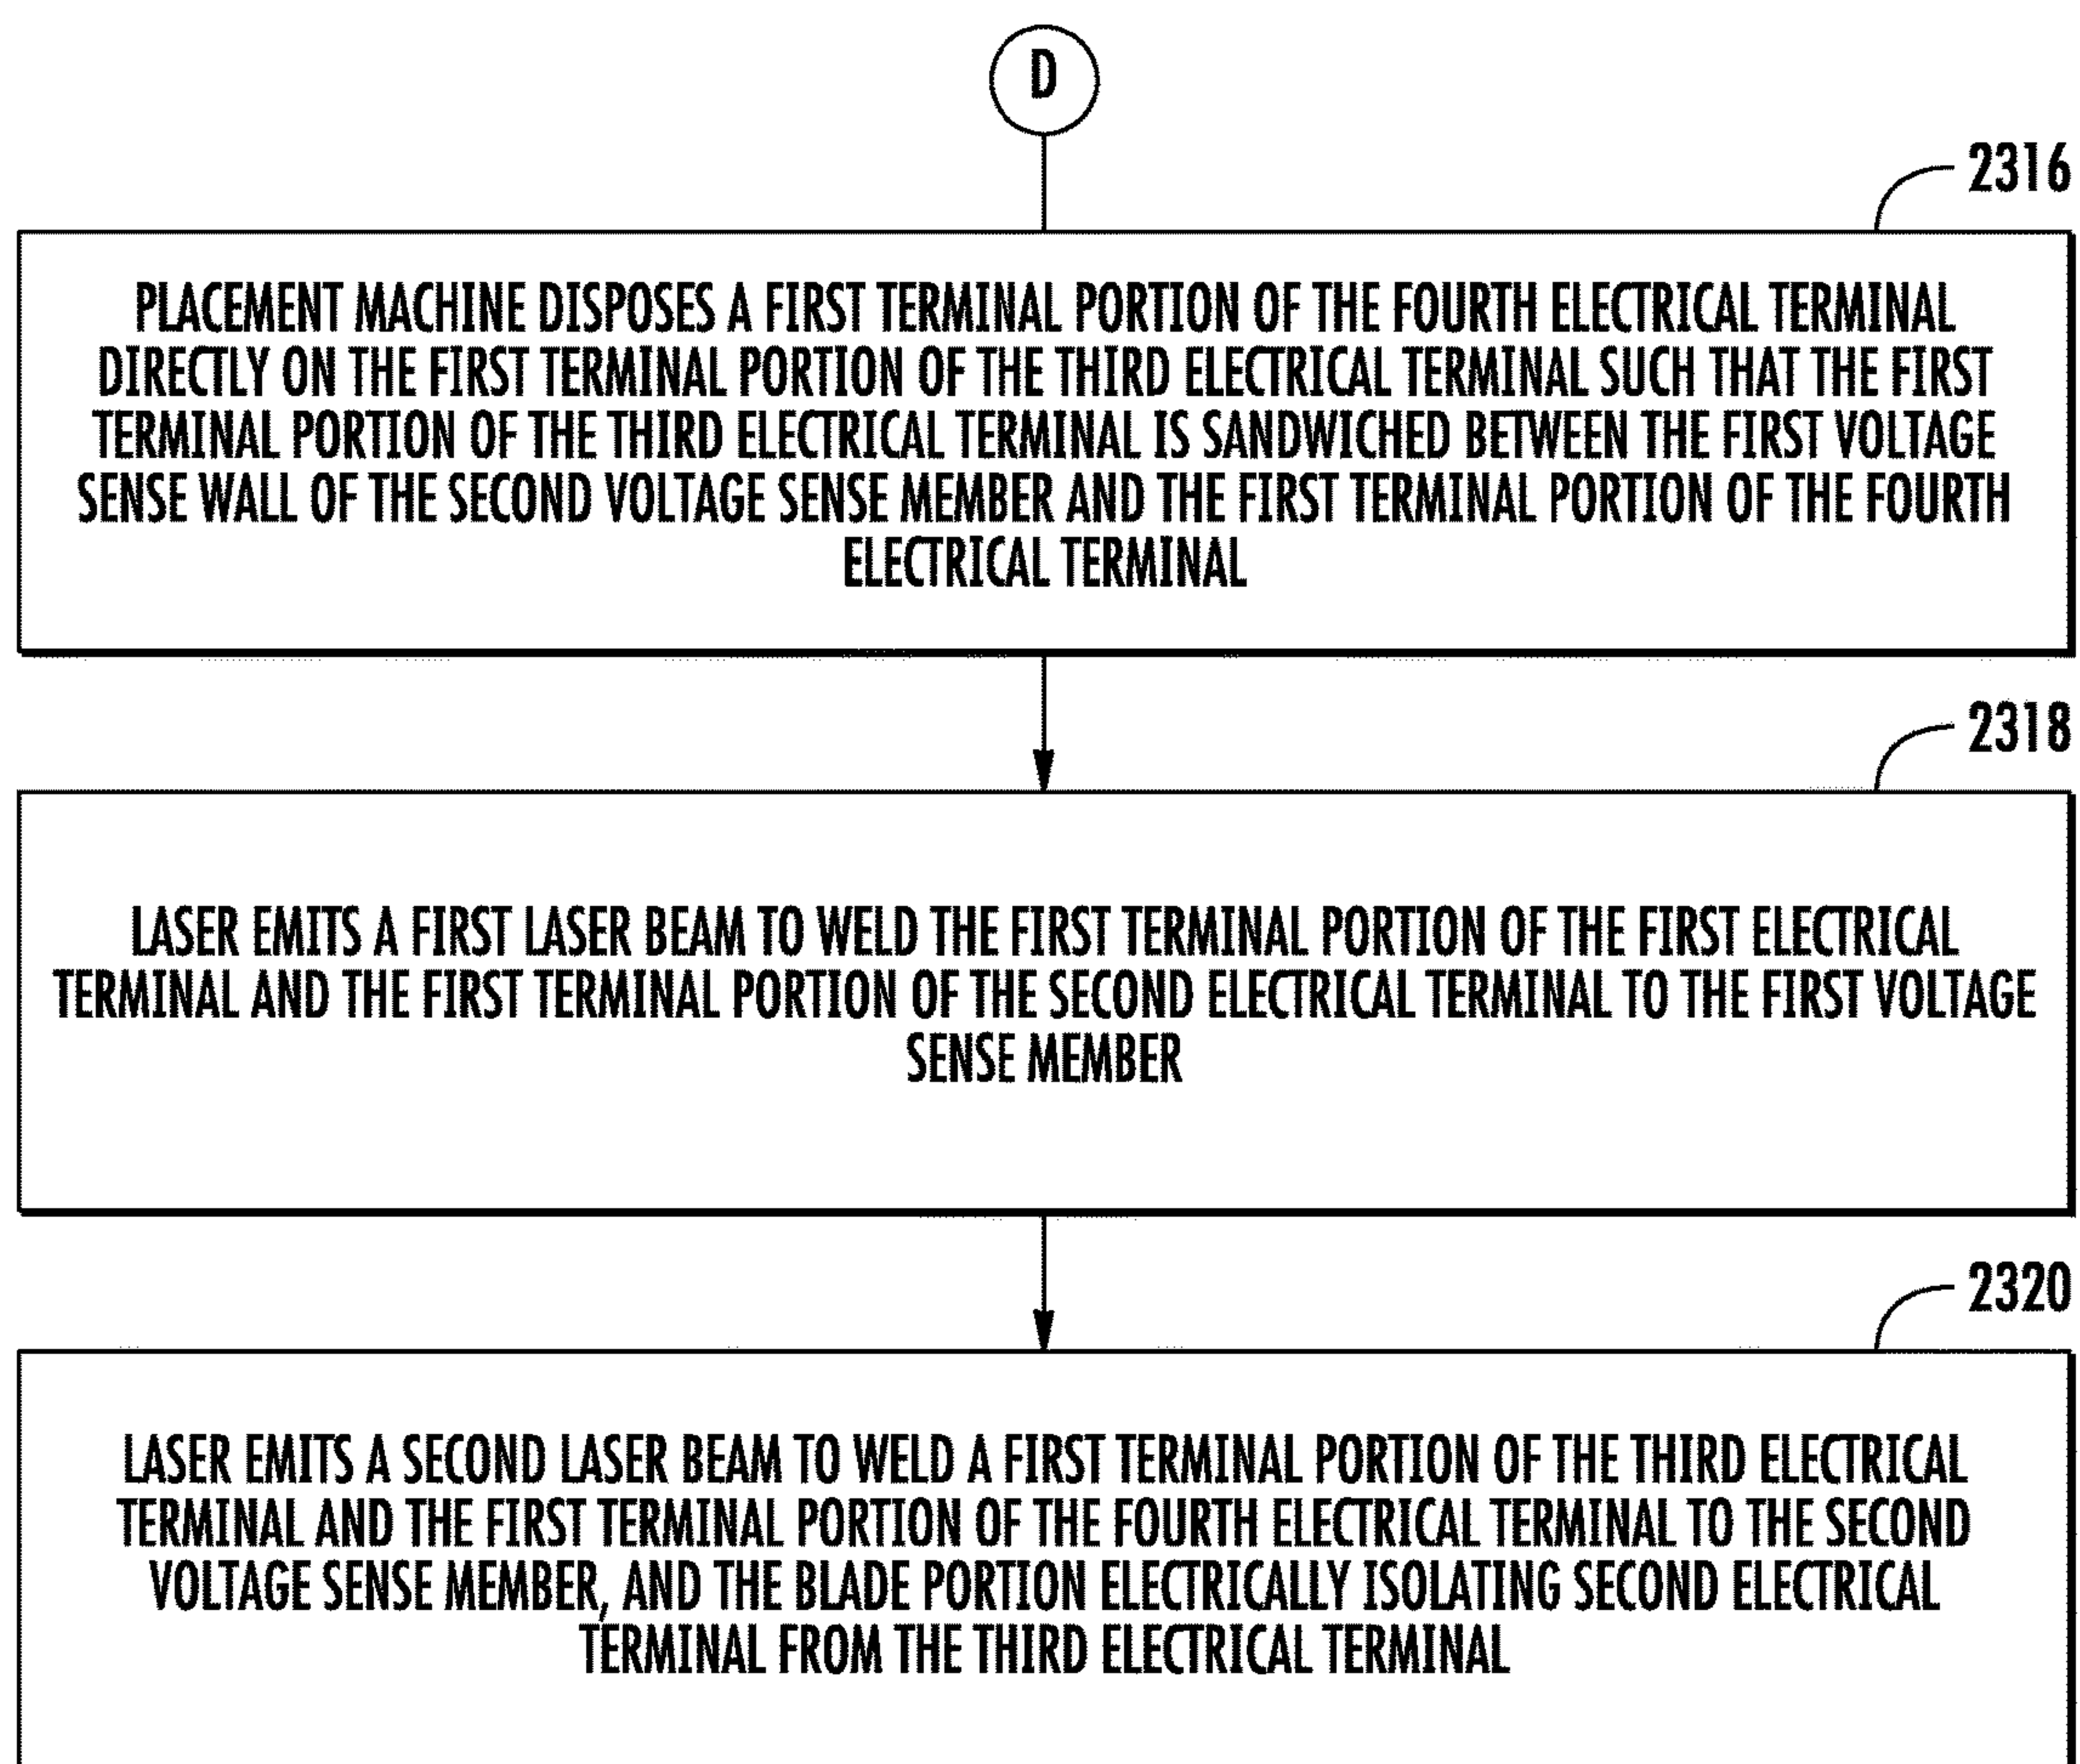 D
2316
PLACEMENT MACHINE DISPOSES A FIRST TERMINAL PORTION OF THE FOURTH ELECTRICAL TERMINAL
DIRECTLY ON THE FIRST TERMINAL PORTION OF THE THIRD ELECTRICAL TERMINAL SUCH THAT THE FIRST
TERMINAL PORTION OF THE THIRD ELECTRICAL TERMINAL IS SANDWICHED BETWEEN THE FIRST VOLTAGE
SENSE WALL OF THE SECOND VOLTAGE SENSE MEMBER AND THE FIRST TERMINAL PORTION OF THE FOURTH
ELECTRICAL TERMINAL
2318
LASER EMITS A FIRST LASER BEAM TO WELD THE FIRST TERMINAL PORTION OF THE FIRST ELECTRICAL
TERMINAL AND THE FIRST TERMINAL PORTION OF THE SECOND ELECTRICAL TERMINAL TO THE FIRST VOLTAGE
SENSE MEMBER
2320
LASER EMITS A SECOND LASER BEAM TO WELD A FIRST TERMINAL PORTION OF THE THIRD ELECTRICAL
TERMINAL AND THE FIRST TERMINAL PORTION OF THE FOURTH ELECTRICAL TERMINAL TO THE SECOND
VOLTAGE SENSE MEMBER, AND THE BLADE PORTION ELECTRICALLY ISOLATING SECOND ELECTRICAL
TERMINAL FROM THE THIRD ELECTRICAL TERMINAL